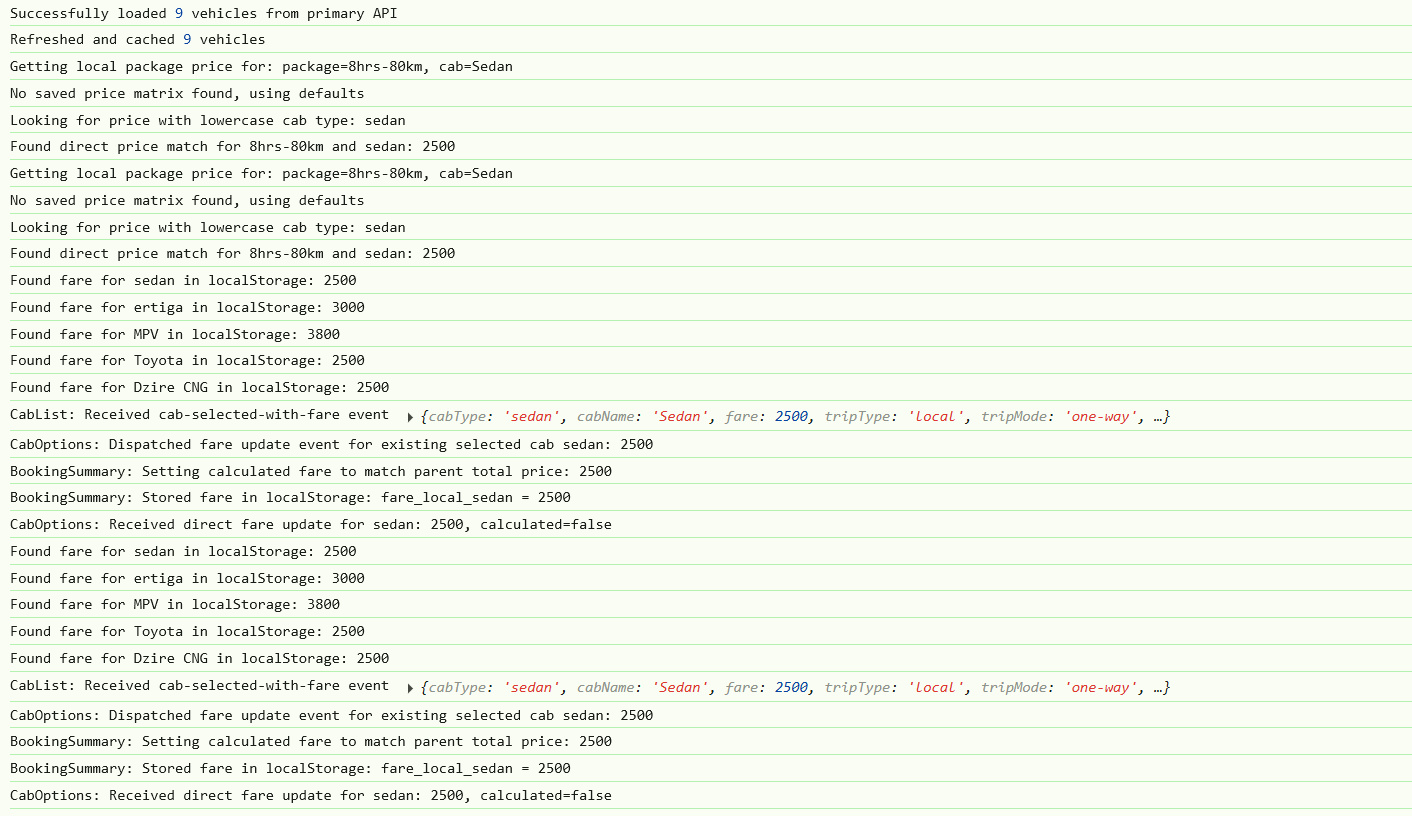 Successfully loaded 9 vehicles from primary API
Refreshed and cached 9 vehicles
Getting local package price for: package=8hrs-80km, cab=Sedan
No saved price matrix found, using defaults
Looking for price with lowercase cab type: sedan
Found direct price match for 8hrs-80km and sedan: 2500
Getting local package price for: package=8hrs-80km, cab=Sedan
No saved price matrix found, using defaults
Looking for price with lowercase cab type: sedan
Found direct price match for 8hrs-80km and sedan: 2500
Found fare for sedan in localStorage: 2500
Found fare for ertiga in localStorage: 3000
Found fare for MPV in localStorage: 3800
Found fare for Toyota in localStorage: 2500
Found fare for Dzire CNG in localStorage: 2500
CabList: Received cab-selected-with-fare event {cabType: 'sedan', cabName: 'Sedan', fare: 2500, tripType: 'local', tripMode: 'one-way', …}
CabOptions: Dispatched fare update event for existing selected cab sedan: 2500
BookingSummary: Setting calculated fare to match parent total price: 2500
BookingSummary: Stored fare in localStorage: fare_local_sedan = 2500
CabOptions: Received direct fare update for sedan: 2500, calculated=false
Found fare for sedan in localStorage: 2500
Found fare for ertiga in localStorage: 3000
Found fare for MPV in localStorage: 3800
Found fare for Toyota in localStorage: 2500
Found fare for Dzire CNG in localStorage: 2500
CabList: Received cab-selected-with-fare event {cabType: 'sedan', cabName: 'Sedan', fare: 2500, tripType: 'local', tripMode: 'one-way', …}
CabOptions: Dispatched fare update event for existing selected cab sedan: 2500
BookingSummary: Setting calculated fare to match parent total price: 2500
BookingSummary: Stored fare in localStorage: fare_local_sedan = 2500
CabOptions: Received direct fare update for sedan: 2500, calculated=false